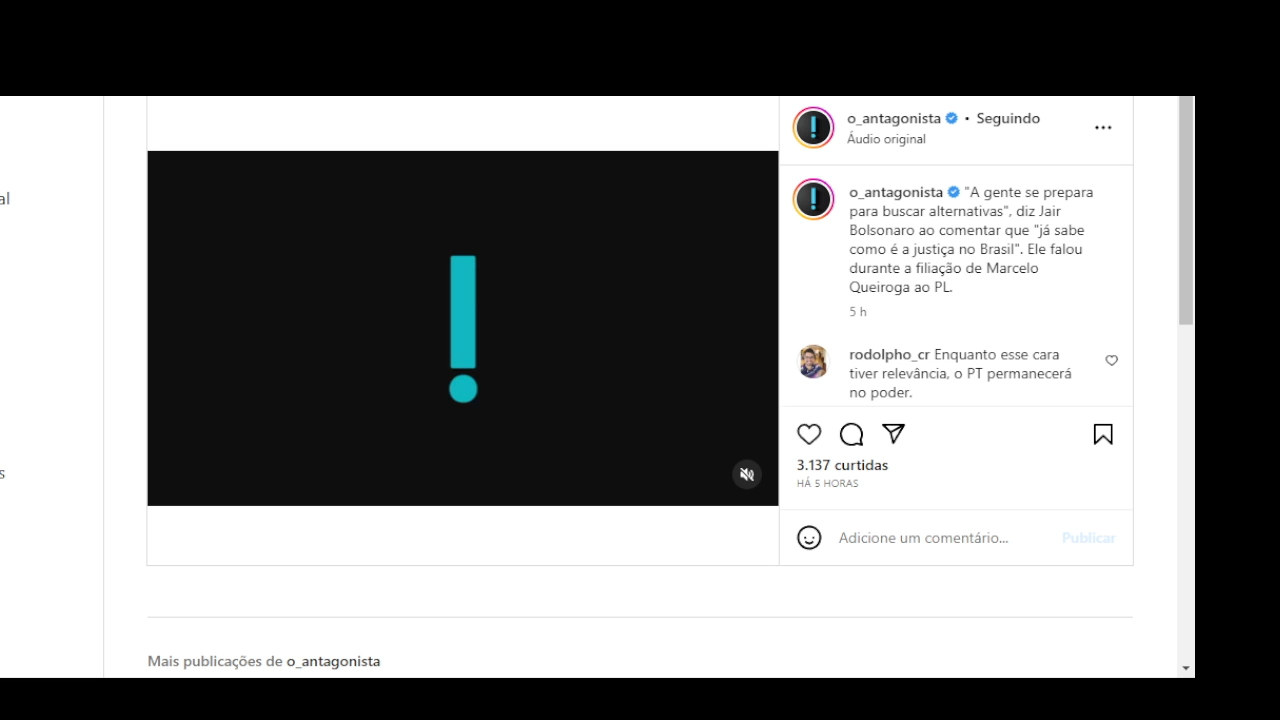 al
s
o_antagonista • Seguindo
Áudio original
o_antagonista "A gente se prepara
para buscar alternativas", diz Jair
Bolsonaro ao comentar que "já sabe
como é a justiça no Brasil". Ele falou
durante a filiação de Marcelo
Queiroga ao PL.
5 h
rodolpho_cr Enquanto esse cara
tiver relevância, o PT permanecerá
no poder.
3.137 curtidas
HÁ 5 HORAS
Adicione um comentário... Publicar
Mais publicações de o_antagonista